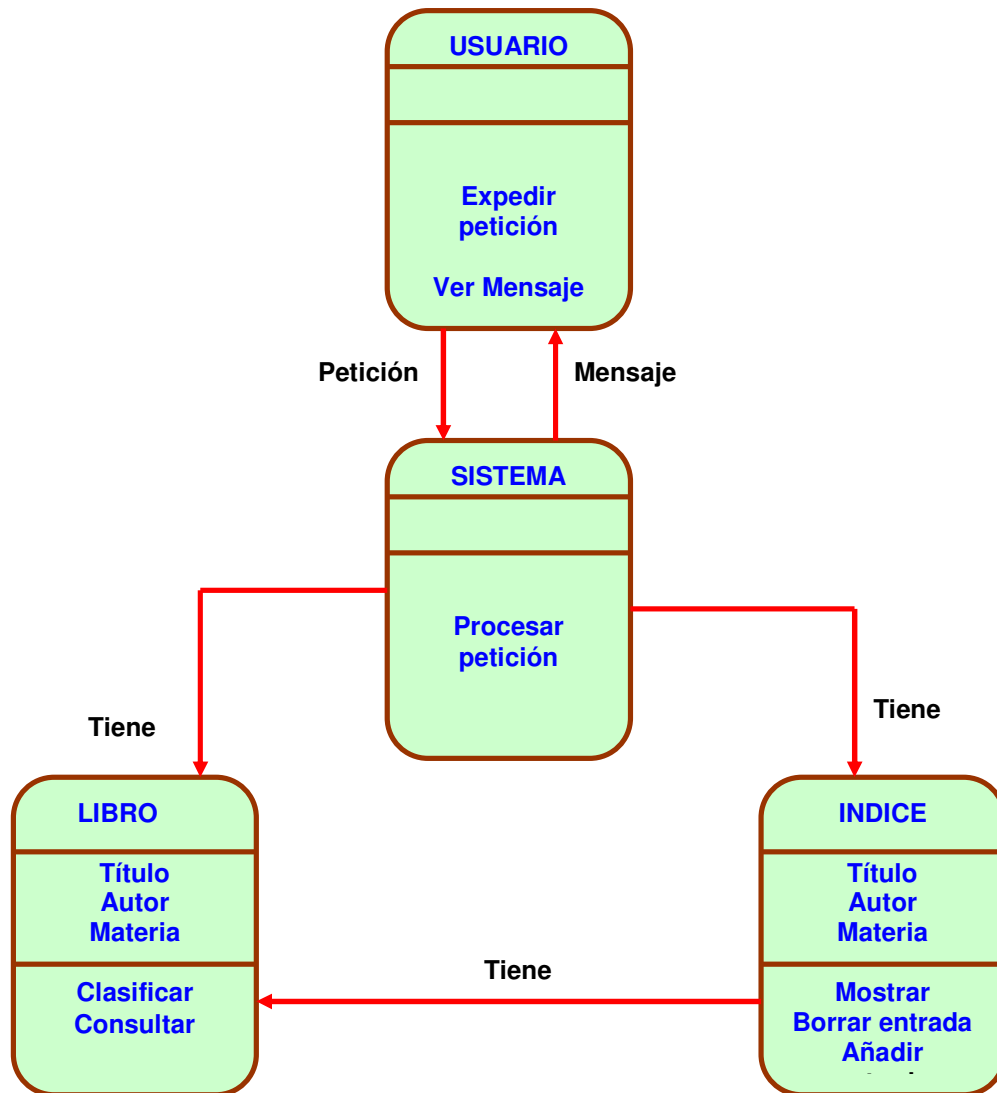 USUARIO
Expedir
petición
Ver Mensaje
Petición
Mensaje
SISTEMA
Procesar
petición
Tiene
Tiene
LIBRO
Título
Autor
Materia
Clasificar
Consultar
INDICE
Título
Autor
Materia
Mostrar
Borrar entrada
Añadir
Tiene